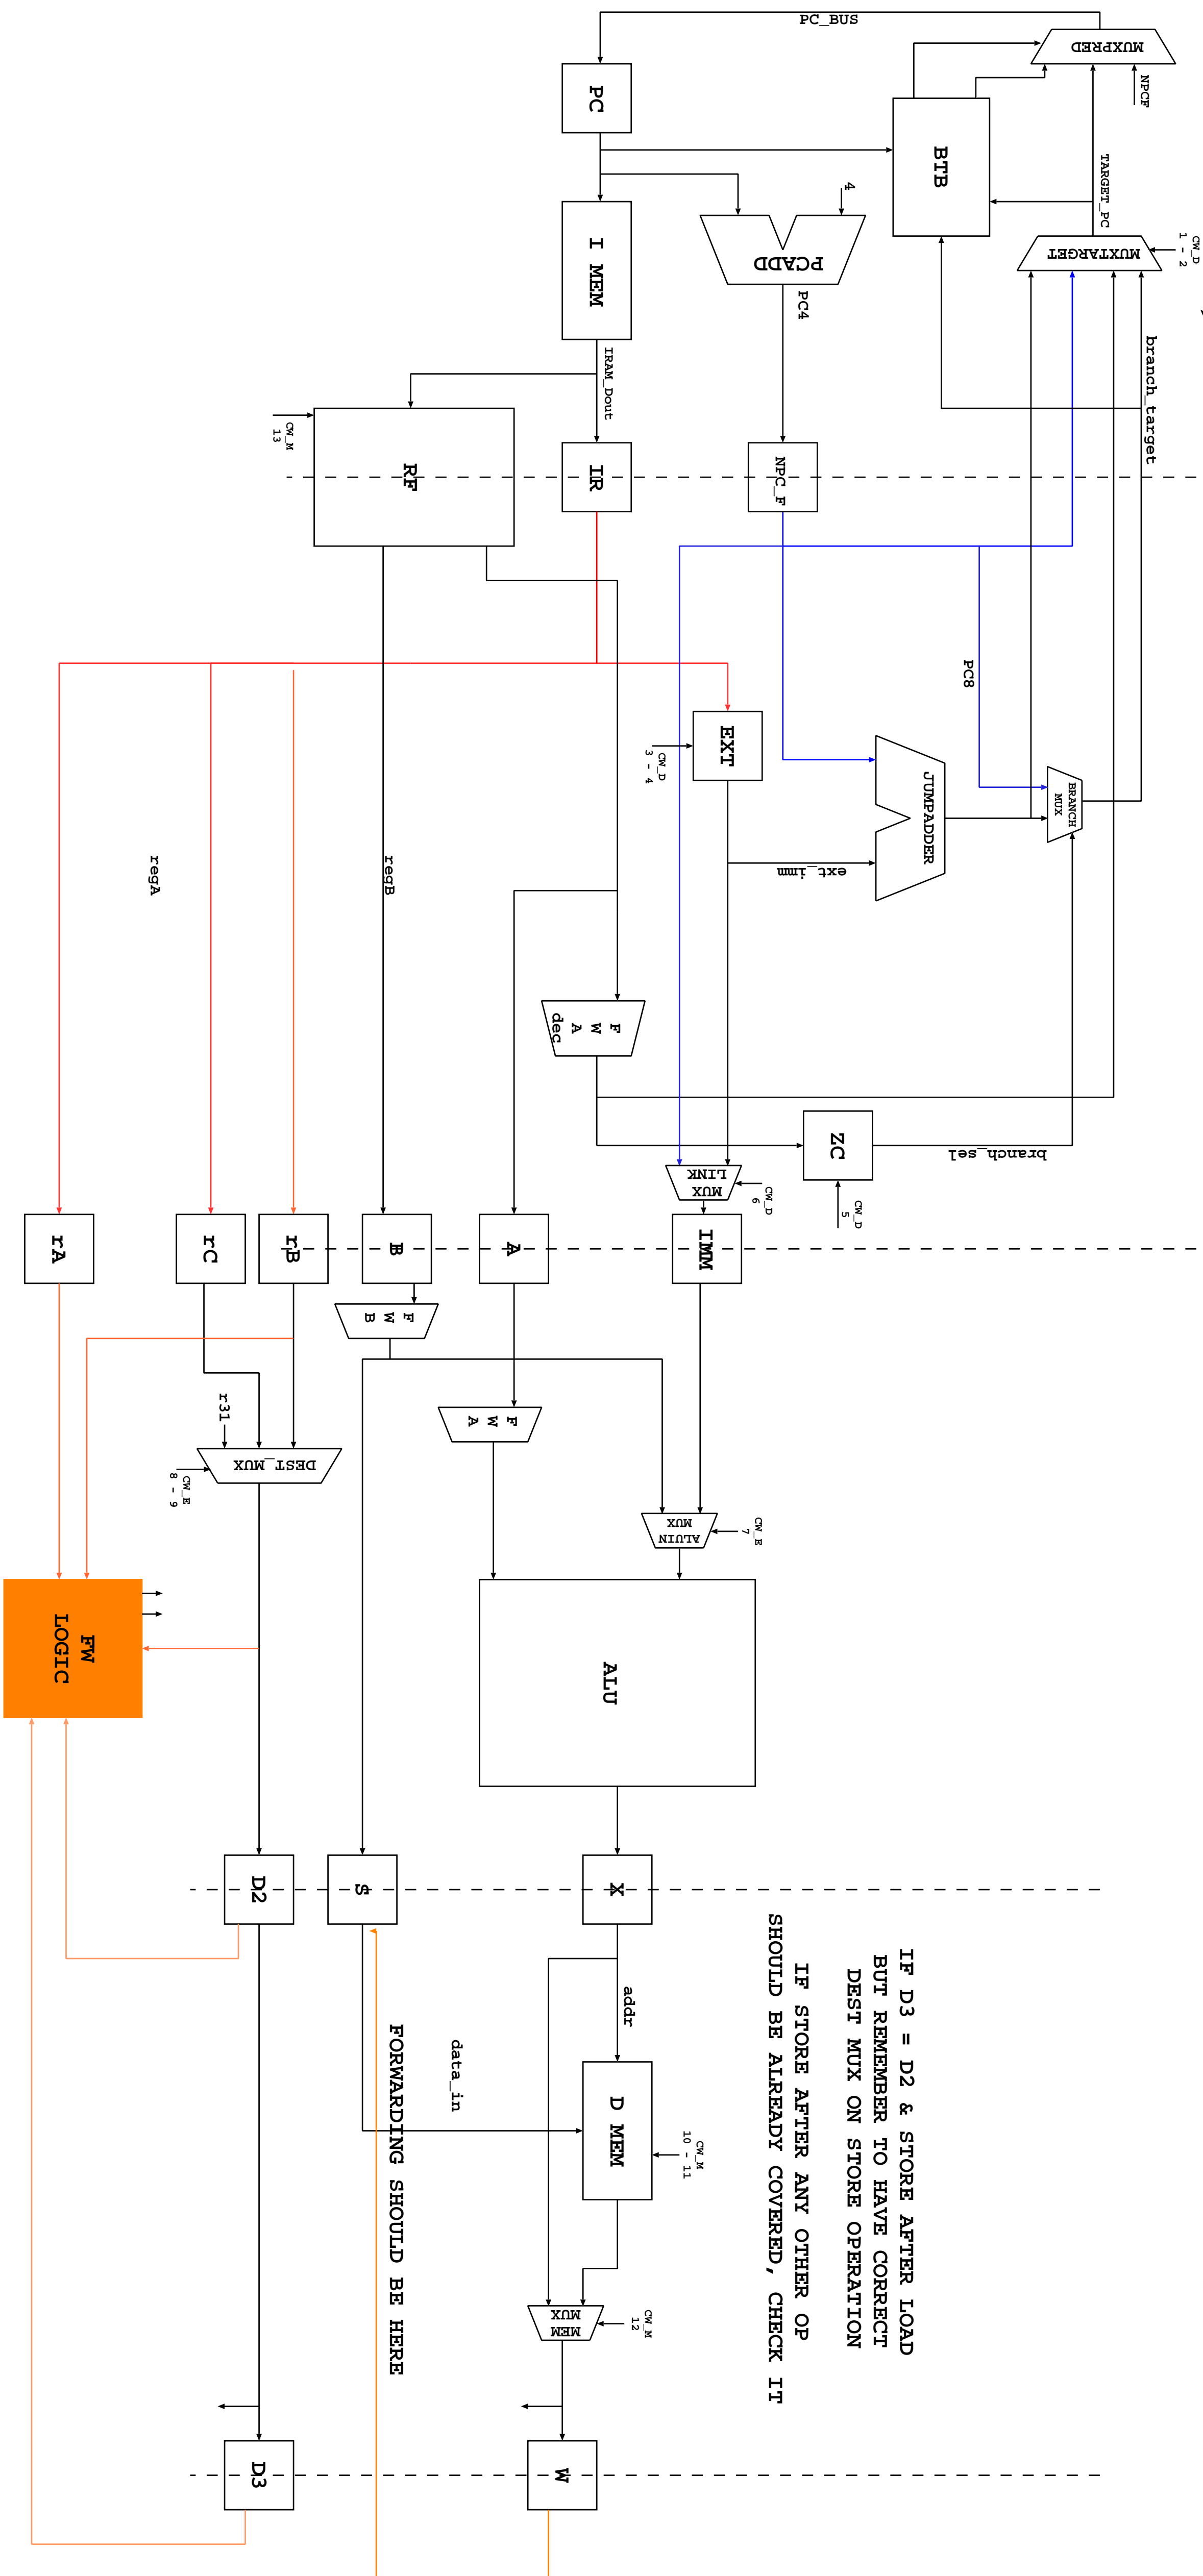 PC_BUS
MUXPRED
NPCF
PC
BTB
TARGET_PC
4
I MEM
PCADD
MUXTARGET
CW_D
1 - 2
PC4
IRAM_Dout
branch_target
CW_M
13
RF
IR
NPC_F
PC8
EXT
CW_D
3 - 4
JUMPADDER
BRANCH
MUX
ext_imm
regA
regB
F
W
A
dec
ZC
branch_sel
CW_D
5
LINK
MUX
CW_D
6
rA
rC
rB
B
A
IMM
F
W
B
r31
F
W
A
DEST_MUX
CW_E
8 - 9
ALUIN
MUX
CW_E
7
FW
LOGIC
ALU
D2
S
X
addr
data_in
D MEM
CW_M
10 - 11
FORWARDING SHOULD BE HERE
IF D3 = D2 & STORE AFTER LOAD
BUT REMEMBER TO HAVE CORRECT
DEST MUX ON STORE OPERATION
IF STORE AFTER ANY OTHER OP
SHOULD BE ALREADY COVERED, CHECK IT
MEM
MUX
CW_M
12
D3
W